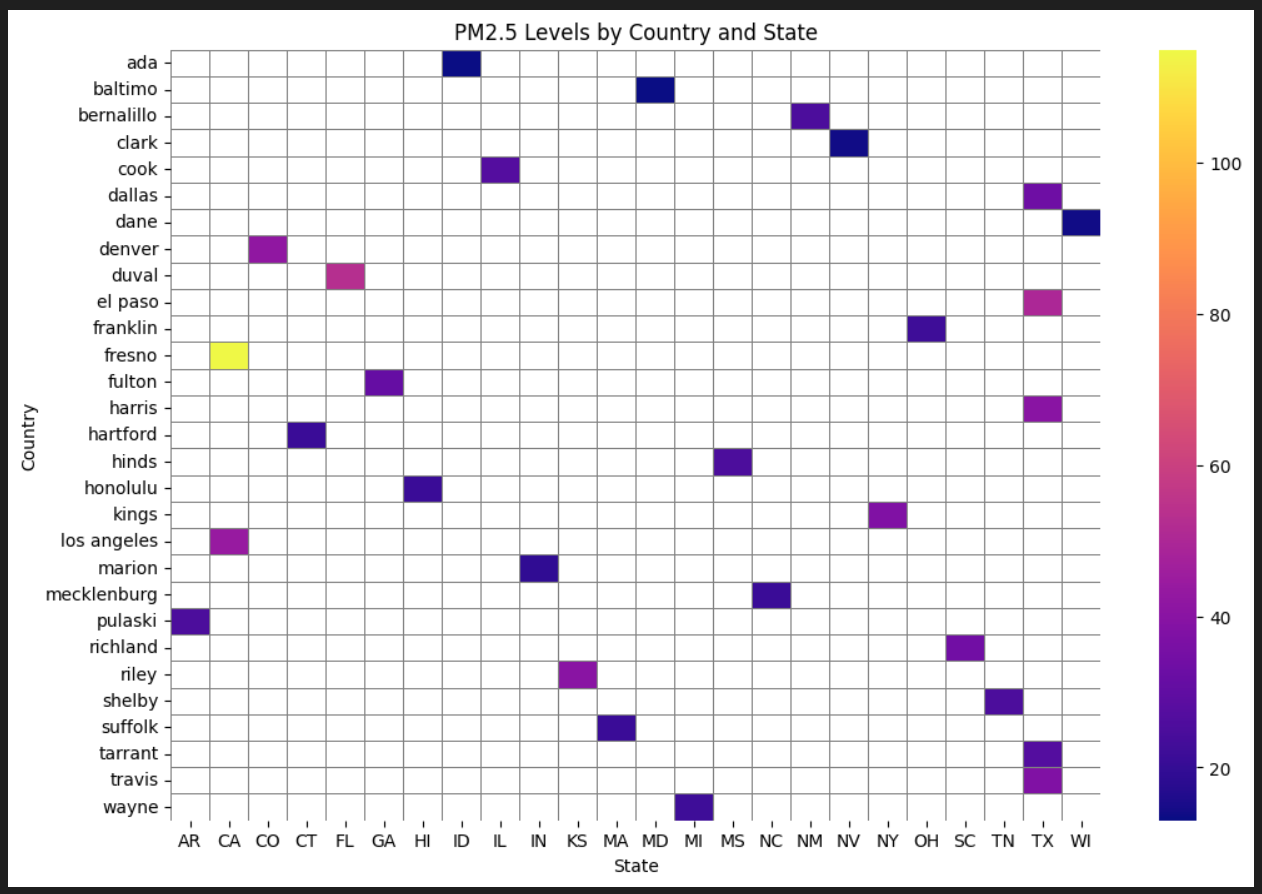 PM2.5 Levels by Country and State
ada
baltimo
bernalillo
clark
cook
dallas
dane
denver
duval
el paso
franklin
fresno
fulton
harris
hartford
hinds
honolulu
kings
los angeles
marion
mecklenburg
pulaski
richland
riley
shelby
suffolk
tarrant
travis
wayne
Country
AR CA CO CT FL GA HI ID IL IN KS MA MD MI MS NC NM NV NY OH SC TN TX WI
State
100
80
60
40
20